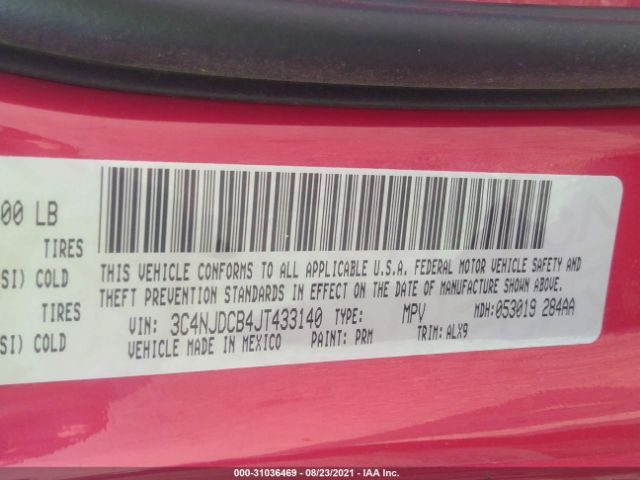 00 LB
TIRES
SI) COLD
TIRES
SI) COLD
THIS VEHICLE CONFORMS TO ALL APPLICABLE U.S.A. FEDERAL MOTOR VEHICLE SAFETY AND
THEFT PREVENTION STANDARDS IN EFFECT ON THE DATE OF MANUFACTURE SHOWN ABOVE.
VIN: 3C4NJDCB4JT433140 TYPE: MPV MDH:053019 284AA
VEHICLE MADE IN MEXICO PAINT: PRM TRIM: ALX9
000-31036469 - 08/23/2021 - IAA Inc.